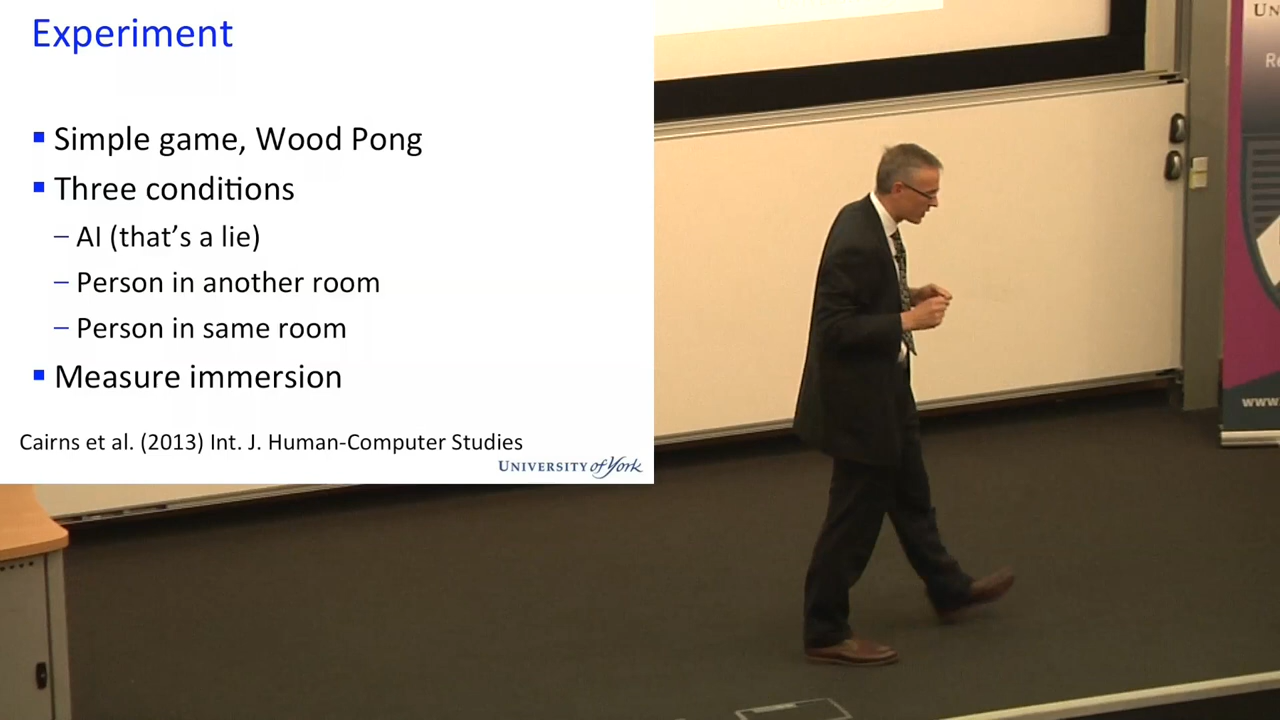 Experiment
Simple game, Wood Pong
Three conditions
– AI (that's a lie)
– Person in another room
– Person in same room
Measure immersion
Cairns et al. (2013) Int. J. Human-Computer Studies
UNIVERSITY of York
www.